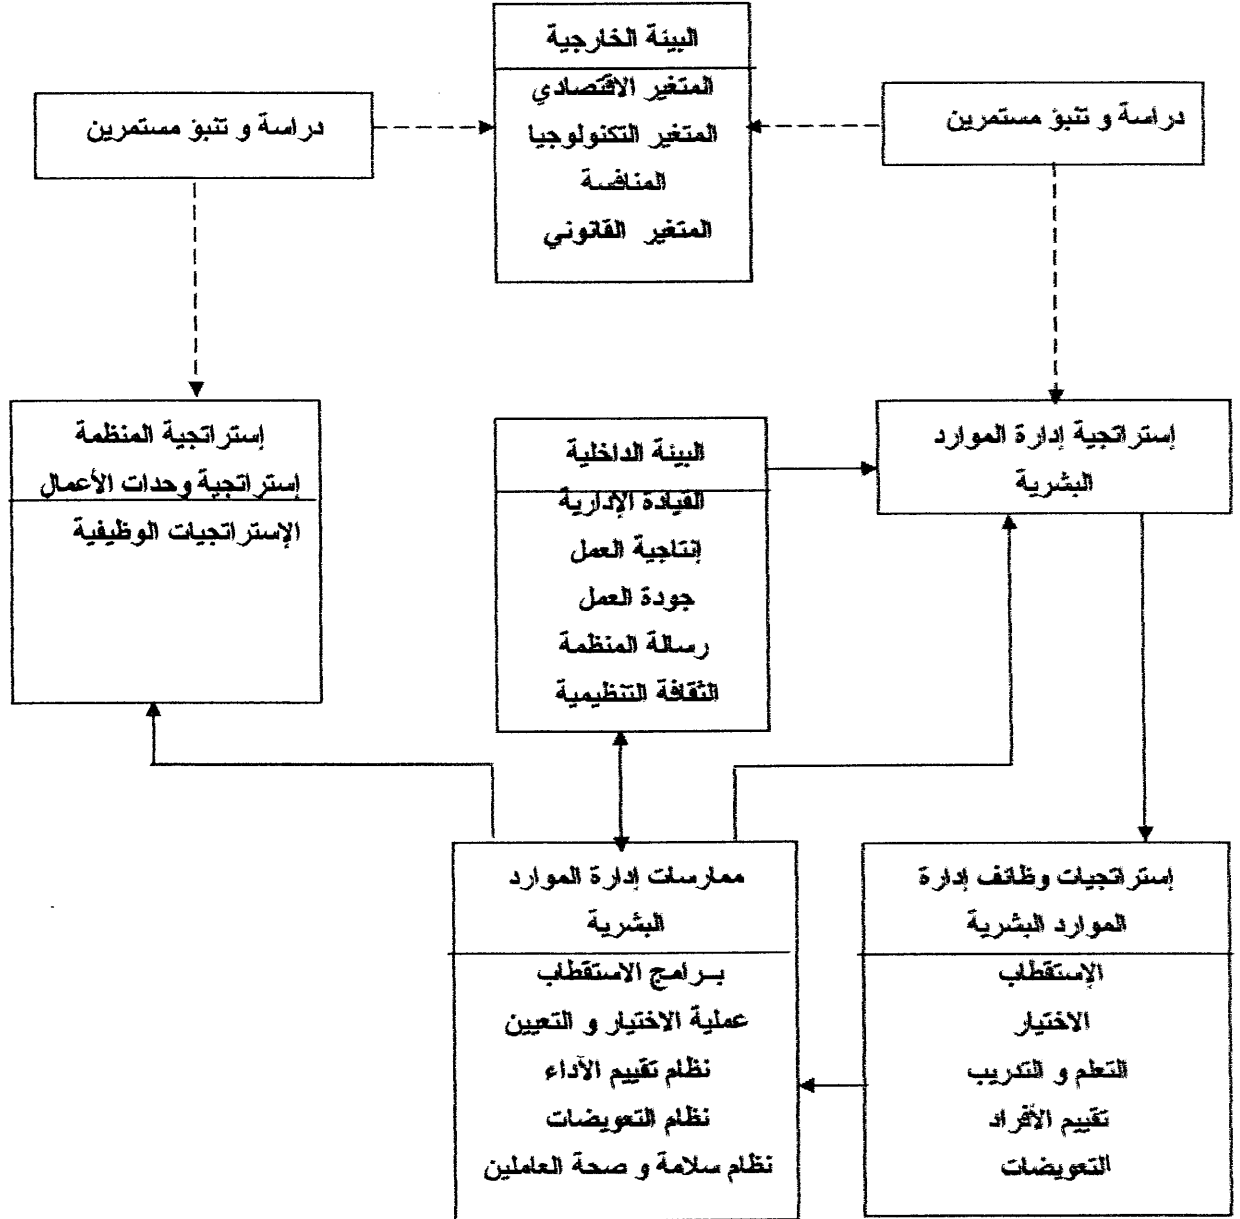 البيئة الخارجية
المتغير الاقتصادي
المتغير التكنولوجيا
المنافسة
المتغير القانوني
دراسة و تنبؤ مستمرين
دراسة و تنبؤ مستمرين
إستراتجية إدارة الموارد
البشرية
البيئة الداخلية
القيادة الإدارية
إنتاجية العمل
جودة العمل
رسالة المنظمة
الثقافة التنظيمية
إستراتجية المنظمة
إستراتجية وحدات الأعمال
الإستراتجيات الوظيفية
إستراتجيات وظائف إدارة
الموارد البشرية
الإستقطاب
الاختيار
التعلم و التدريب
تقييم الأفراد
التعويضات
ممارسات إدارة الموارد
البشرية
برامج الاستقطاب
عملية الاختيار و التعيين
نظام تقييم الآداء
نظام التعويضات
نظام سلامة و صحة العاملين